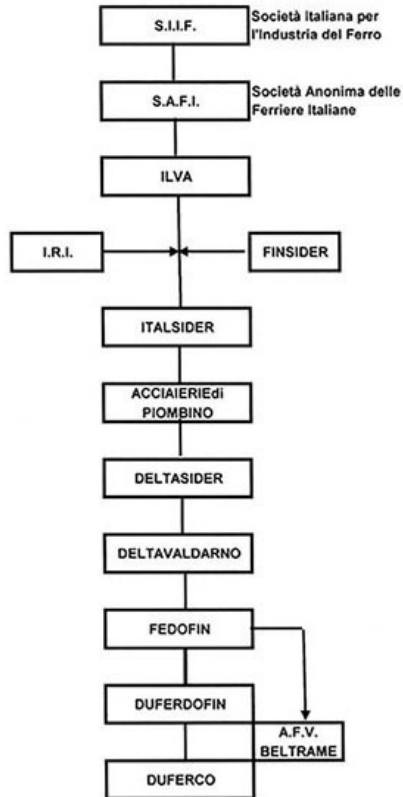 S.I.I.F.
Società Italiana per
l'Industria del Ferro
S.A.F.I.
Società Anonima delle
Ferriere Italiane
ILVA
I.R.I.
FINSIDER
ITALSIDER
ACCIAIERIEdi
PIOMBINO
DELTASIDER
DELTAVALDARNO
FEDOFIN
DUFERDOFIN
A.F.V.
BELTRAME
DUFERCO